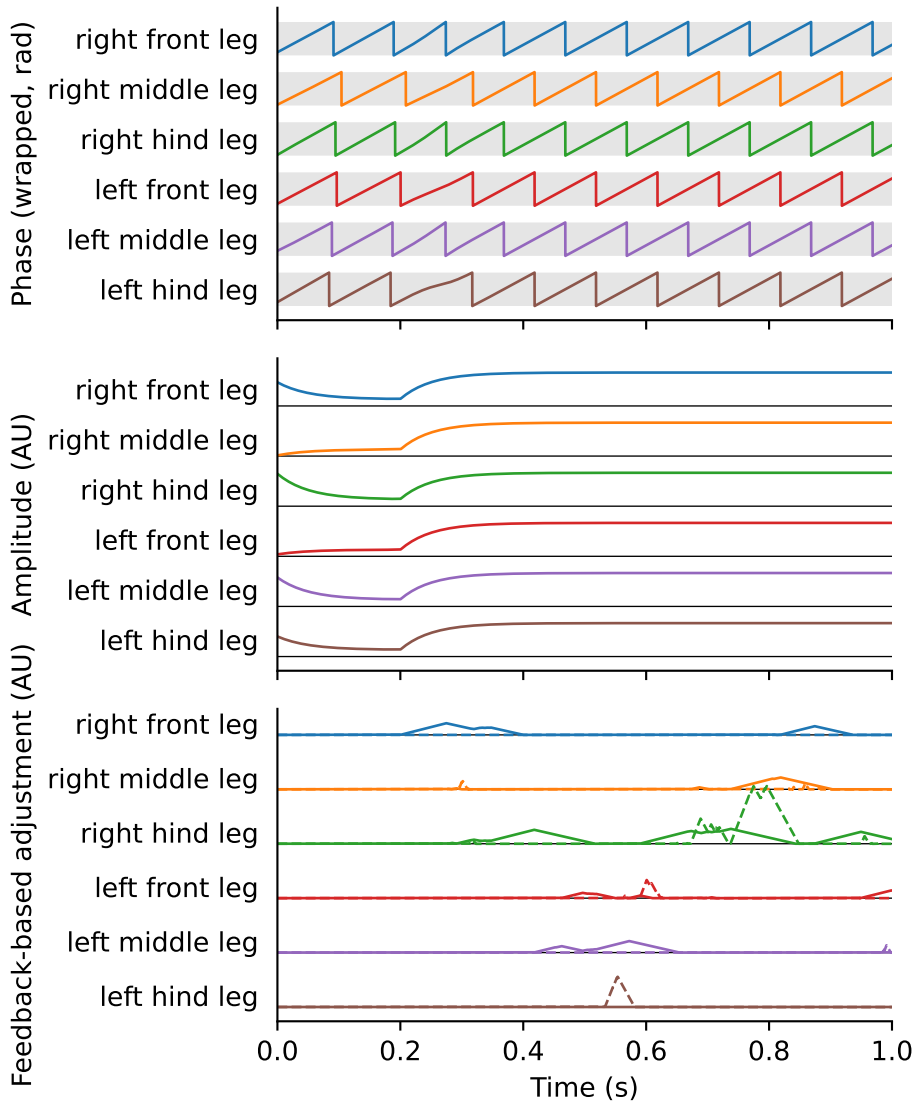 Phase (wrapped, rad)
right front leg
right middle leg
right hind leg
left front leg
left middle leg
left hind leg
Amplitude (AU)
right front leg
right middle leg
right hind leg
left front leg
left middle leg
left hind leg
Feedback-based adjustment (AU)
right front leg
right middle leg
right hind leg
left front leg
left middle leg
left hind leg
0.0 0.2 0.4 0.6 0.8 1.0
Time (s)